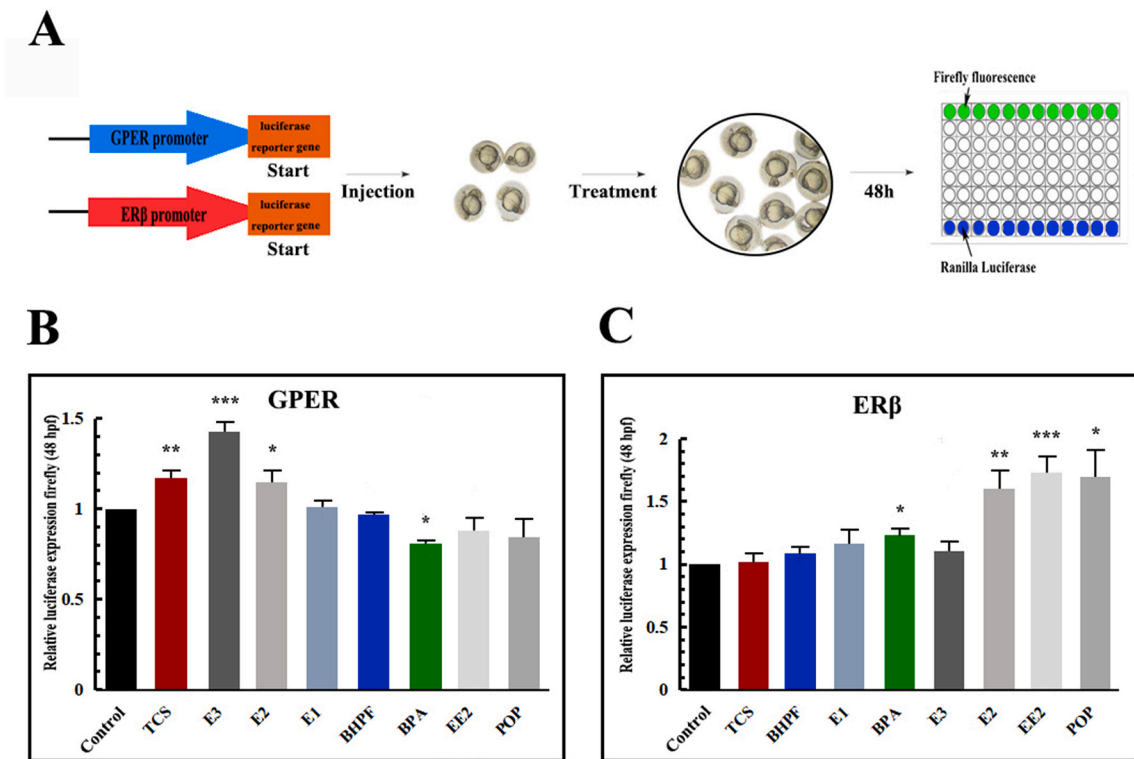 A
GPER promoter
luciferase
reporter gene
Start
ERβ promoter
luciferase
reporter gene
Start
Injection
Treatment
48h
Firefly fluorescence
Ranilla Luciferase
B
GPER
Relative luciferase expression firefly (48 hpf)
1.5
1
0.5
0
***
**
*
*
Control
TCS
E3
E2
E1
BHPF
BPA
EE2
POP
C
ERβ
Relative luciferase expression firefly (48 hpf)
2
1.5
1
0.5
0
*
**
***
*
Control
TCS
BHPF
E1
BPA
E3
E2
EE2
POP